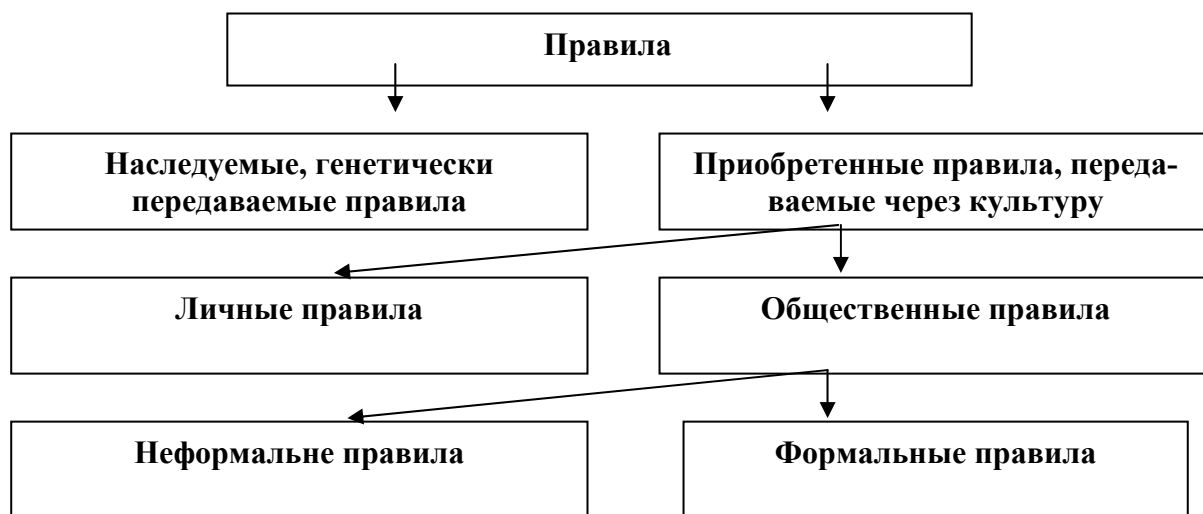 Правила
Наследуемые, генетически
передаваемые правила
Приобретенные правила, переда-
ваемые через культуру
Личные правила
Общественные правила
Неформальне правила
Формальные правила